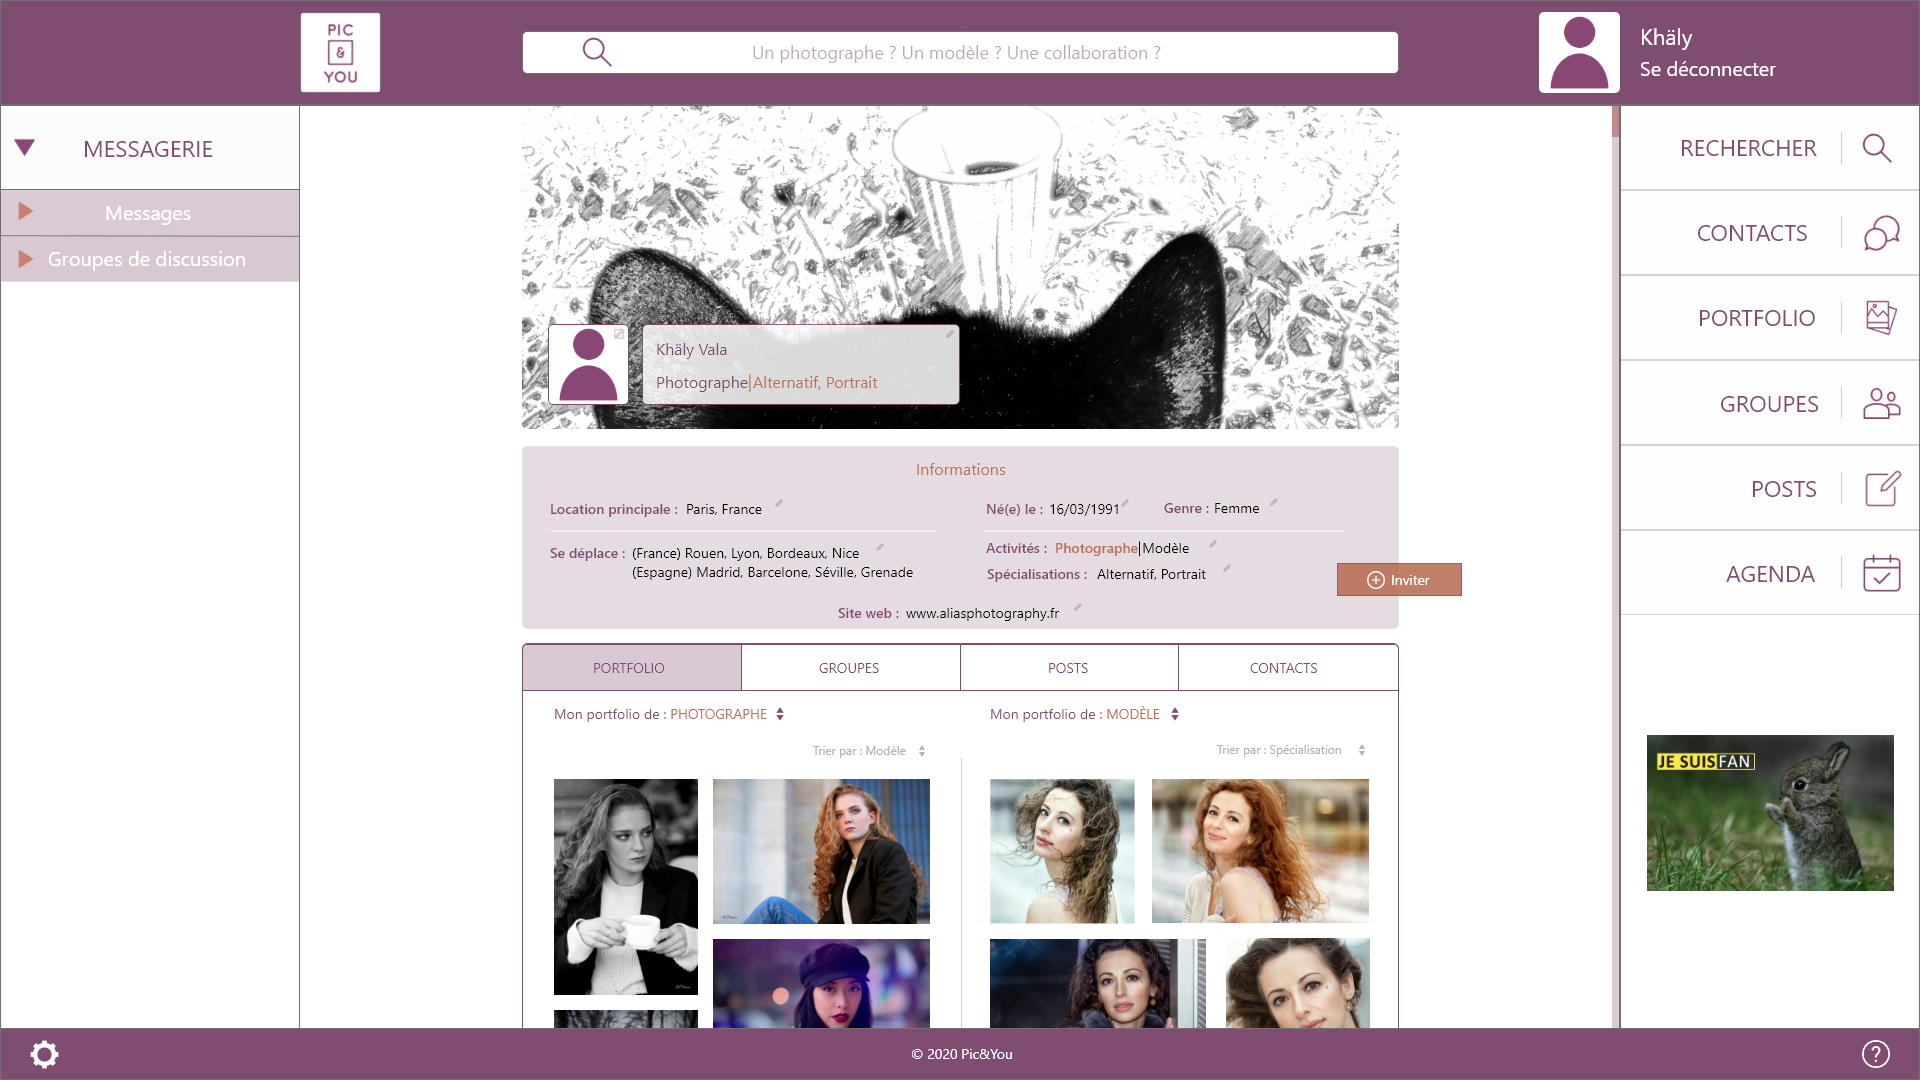 PIC
&
YOU
Un photographe ? Un modèle ? Une collaboration ?
Khäly
Se déconnecter
MESSAGERIE
Messages
Groupes de discussion
Khäly Vala
Photographe|Alternatif, Portrait
Informations
Location principale : Paris, France
Né(e) le : 16/03/1991 Genre : Femme
Se déplace : (France) Rouen, Lyon, Bordeaux, Nice
(Espagne) Madrid, Barcelone, Séville, Grenade
Activités : Photographe|Modèle
Spécialisations : Alternatif, Portrait
Inviter
Site web : www.aliasphotography.fr
PORTFOLIO GROUPES POSTS CONTACTS
Mon portfolio de : PHOTOGRAPHE
Trier par : Modèle
Mon portfolio de : MODÈLE
Trier par : Spécialisation
RECHERCHER
CONTACTS
PORTFOLIO
GROUPES
POSTS
AGENDA
JE SUIS FAN
© 2020 Pic&You
?